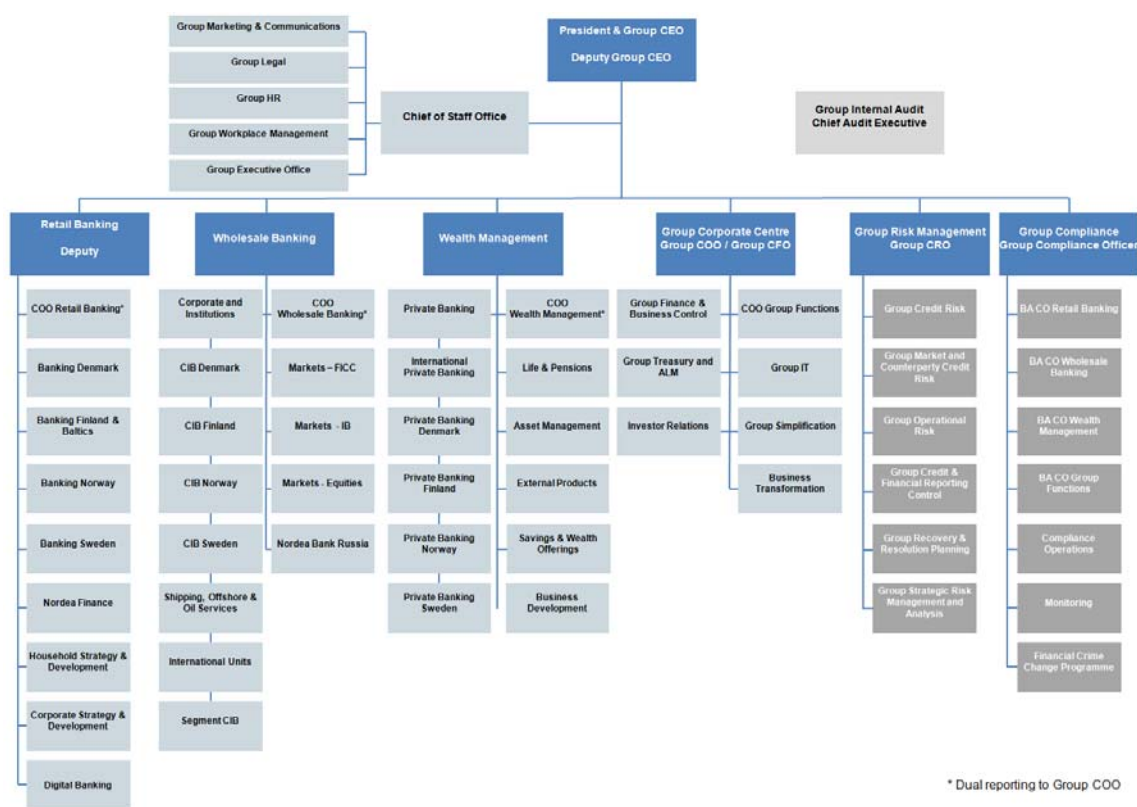 Group Marketing & Communications
Group Legal
Group HR
Group Workplace Management
Group Executive Office
Chief of Staff Office
President & Group CEO
Deputy Group CEO
Group Internal Audit
Chief Audit Executive
Retail Banking
Deputy
COO Retail Banking*
Banking Denmark
Banking Finland &
Baltics
Banking Norway
Banking Sweden
Nordea Finance
Household Strategy &
Development
Corporate Strategy &
Development
Digital Banking
Wholesale Banking
Corporate and
Institutions
CIB Denmark
CIB Finland
CIB Norway
CIB Sweden
Shipping, Offshore &
Oil Services
International Units
Segment CIB
COO
Wholesale Banking*
Markets – FICC
Markets - IB
Markets - Equities
Nordea Bank Russia
Wealth Management
Private Banking
International
Private Banking
Private Banking
Denmark
Private Banking
Finland
Private Banking
Norway
Private Banking
Sweden
COO
Wealth Management*
Life & Pensions
Asset Management
External Products
Savings & Wealth
Offerings
Business
Development
Group Corporate Centre
Group COO / Group CFO
Group Finance &
Business Control
Group Treasury and
ALM
Investor Relations
COO Group Functions
Group IT
Group Simplification
Business
Transformation
Group Risk Management
Group CRO
Group Credit Risk
Group Market and
Counterparty Credit
Risk
Group Operational
Risk
Group Credit &
Financial Reporting
Control
Group Recovery &
Resolution Planning
Group Strategic Risk
Management and
Analysis
Group Compliance
Group Compliance Officer
BA CO Retail Banking
BA CO Wholesale
Banking
BA CO Wealth
Management
BA CO Group
Functions
Compliance
Operations
Monitoring
Financial Crime
Change Programme
* Dual reporting to Group COO